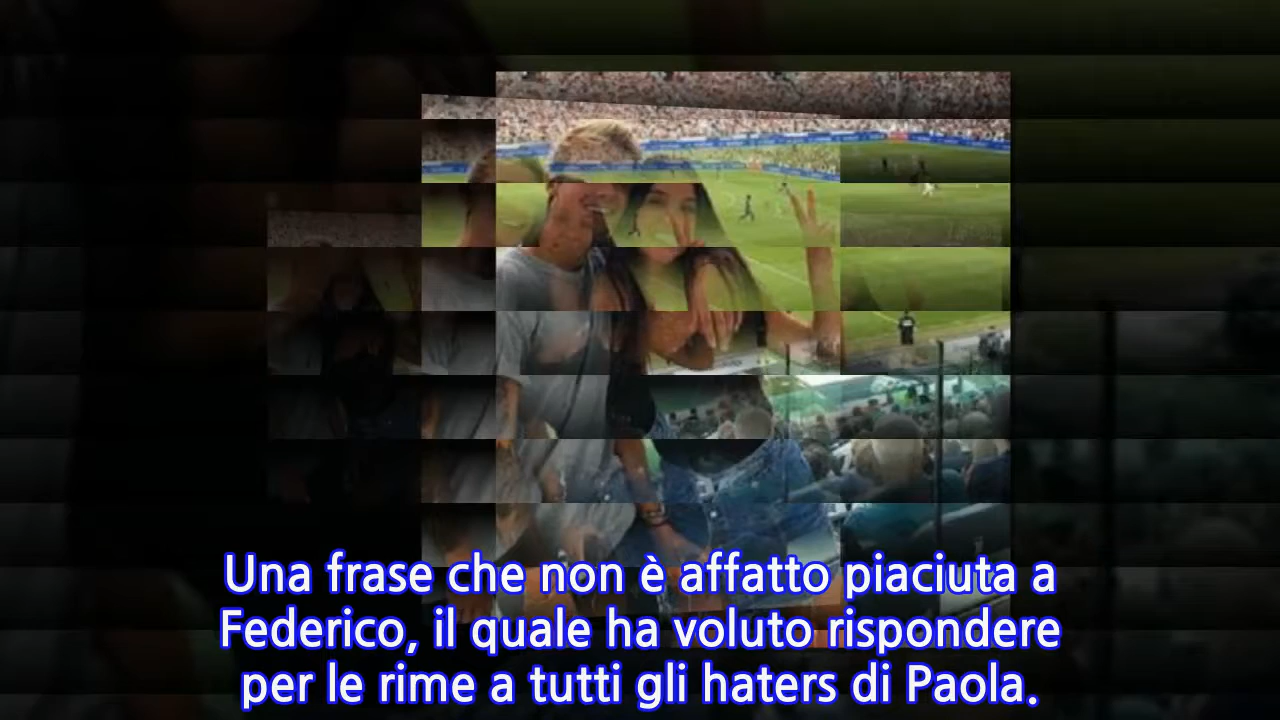 Una frase che non è affatto piaciuta a
Federico, il quale ha voluto rispondere
per le rime a tutti gli haters di Paola.